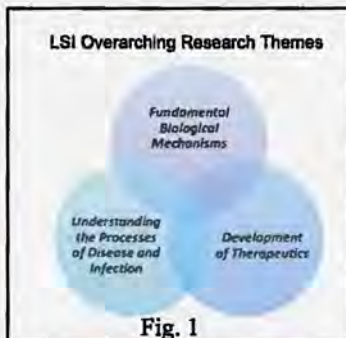 LSI Overarching Research Themes
Fundamental
Biological
Mechanisms
Understanding
the Processes
of Disease and
Infection
Development
of Therapeutics
Fig. 1